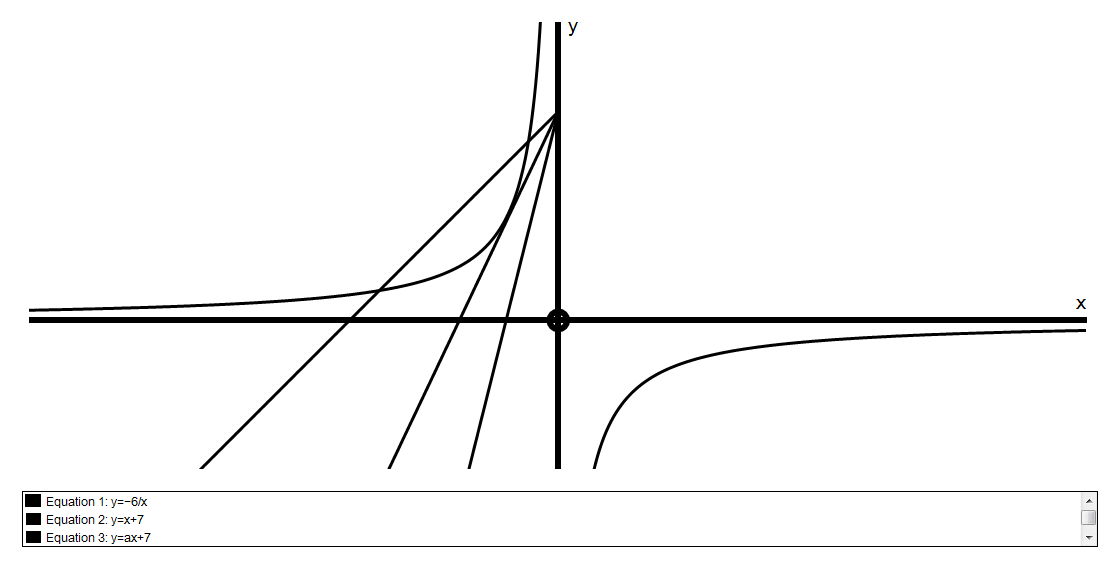 y
x
Equation 1: y=−6/x
Equation 2: y=x+7
Equation 3: y=ax+7